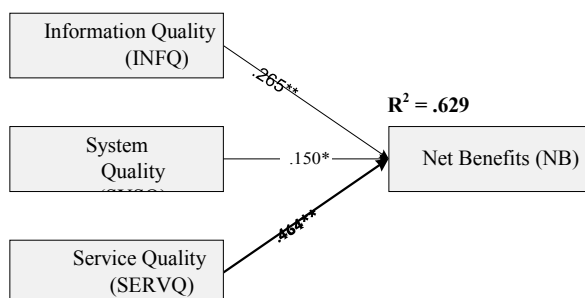 Information Quality
(INFQ)
.265**
R² = .629
System
Quality
.150*
Net Benefits (NB)
.464**
Service Quality
(SERVQ)